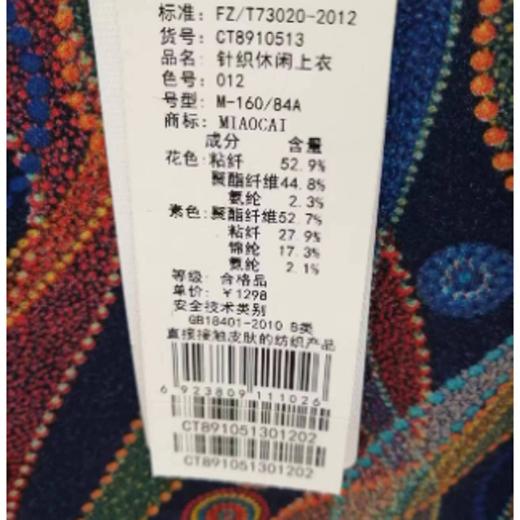 标准: FZ/T73020-2012
货号: CT8910513
品名: 针织休闲上衣
色号: 012
号型: M-160/84A
商标: MIAOCAI
成分 含量
花色: 粘纤 52.9%
聚酯纤维 44.8%
氨纶 2.3%
素色: 聚酯纤维 52.7%
粘纤 27.9%
锦纶 17.3%
氨纶 2.1%
等级: 合格品
单价: ¥1298
安全技术类别
GB18401-2010 B类
直接接触皮肤的纺织产品
6 923809 111026
CT891051301202
CT891051301202